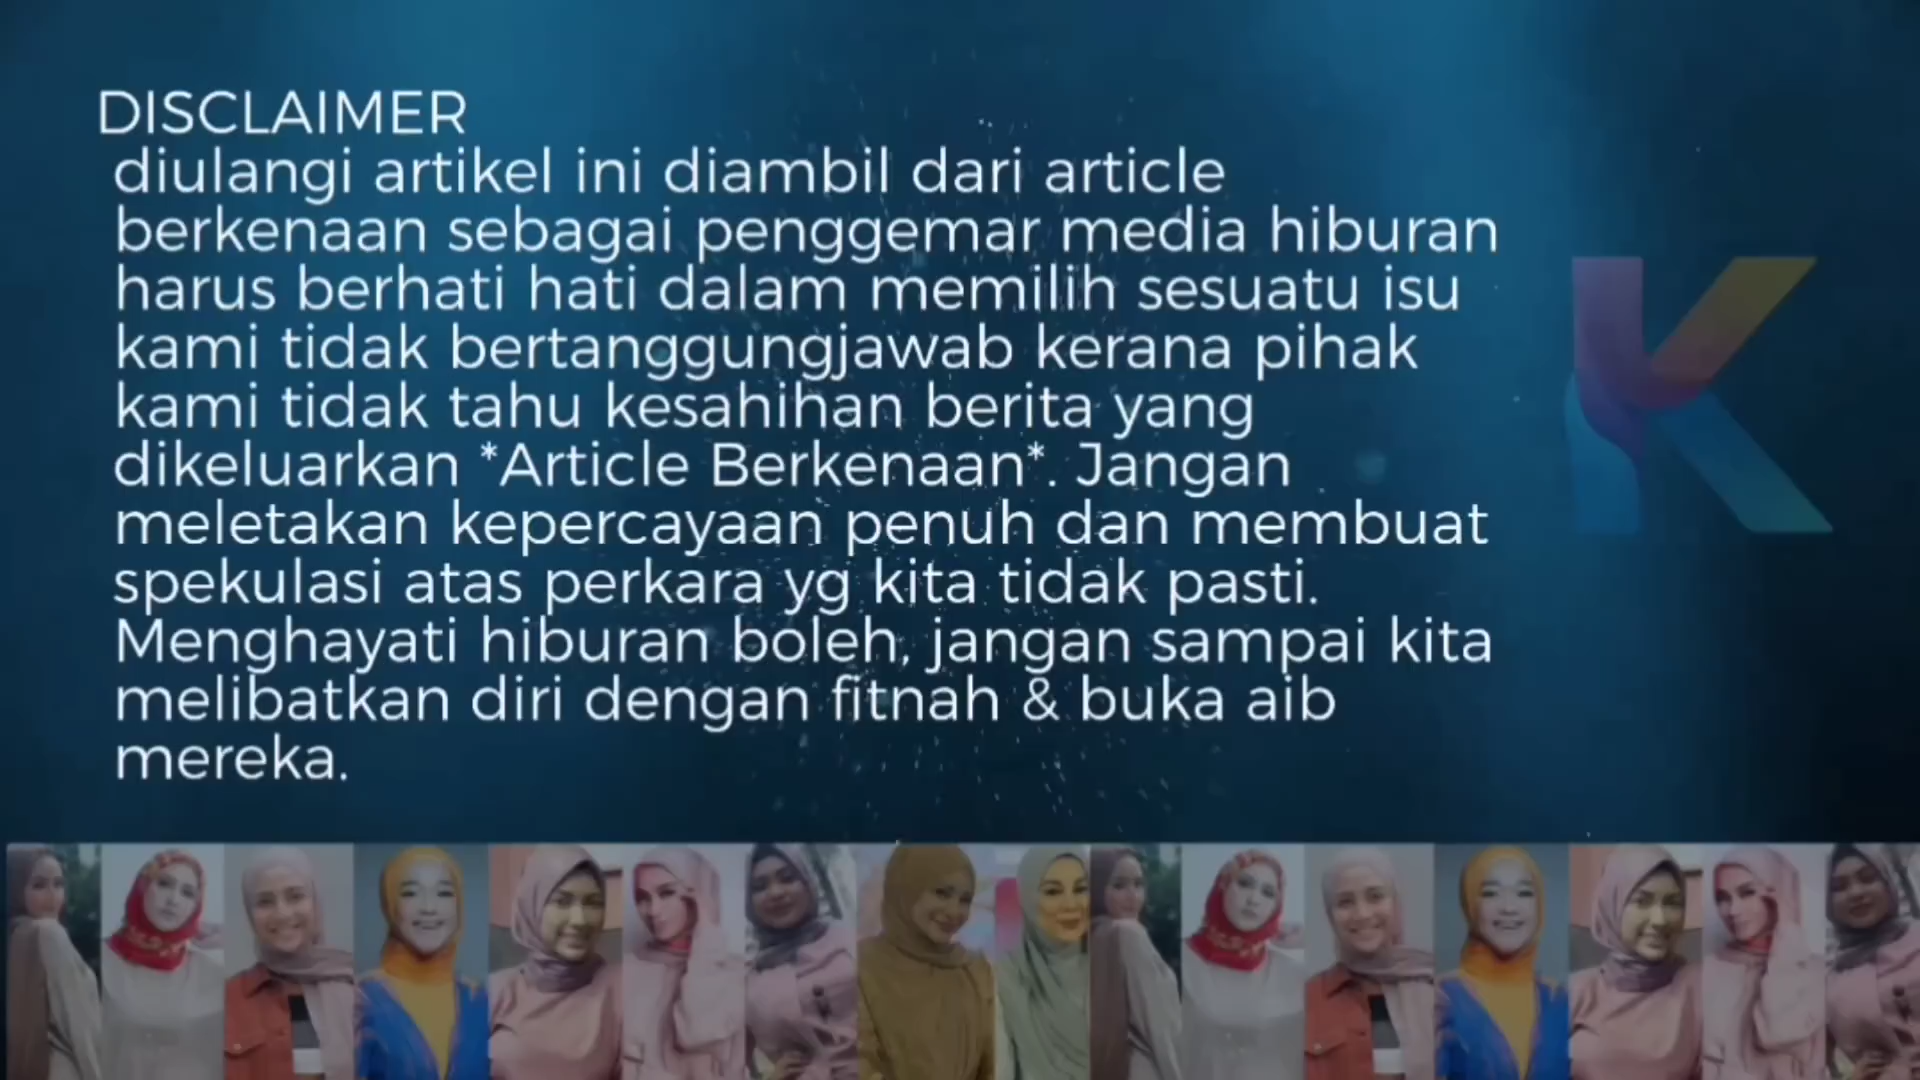 DISCLAIMER
diulangi artikel ini diambil dari article
berkenaan sebagai penggemar media hiburan
harus berhati hati dalam memilih sesuatu isu
kami tidak bertanggungjawab kerana pihak
kami tidak tahu kesahihan berita yang
dikeluarkan *Article Berkenaan*. Jangan
meletakan kepercayaan penuh dan membuat
spekulasi atas perkara yg kita tidak pasti.
Menghayati hiburan boleh, jangan sampai kita
melibatkan diri dengan fitnah & buka aib
mereka.
K